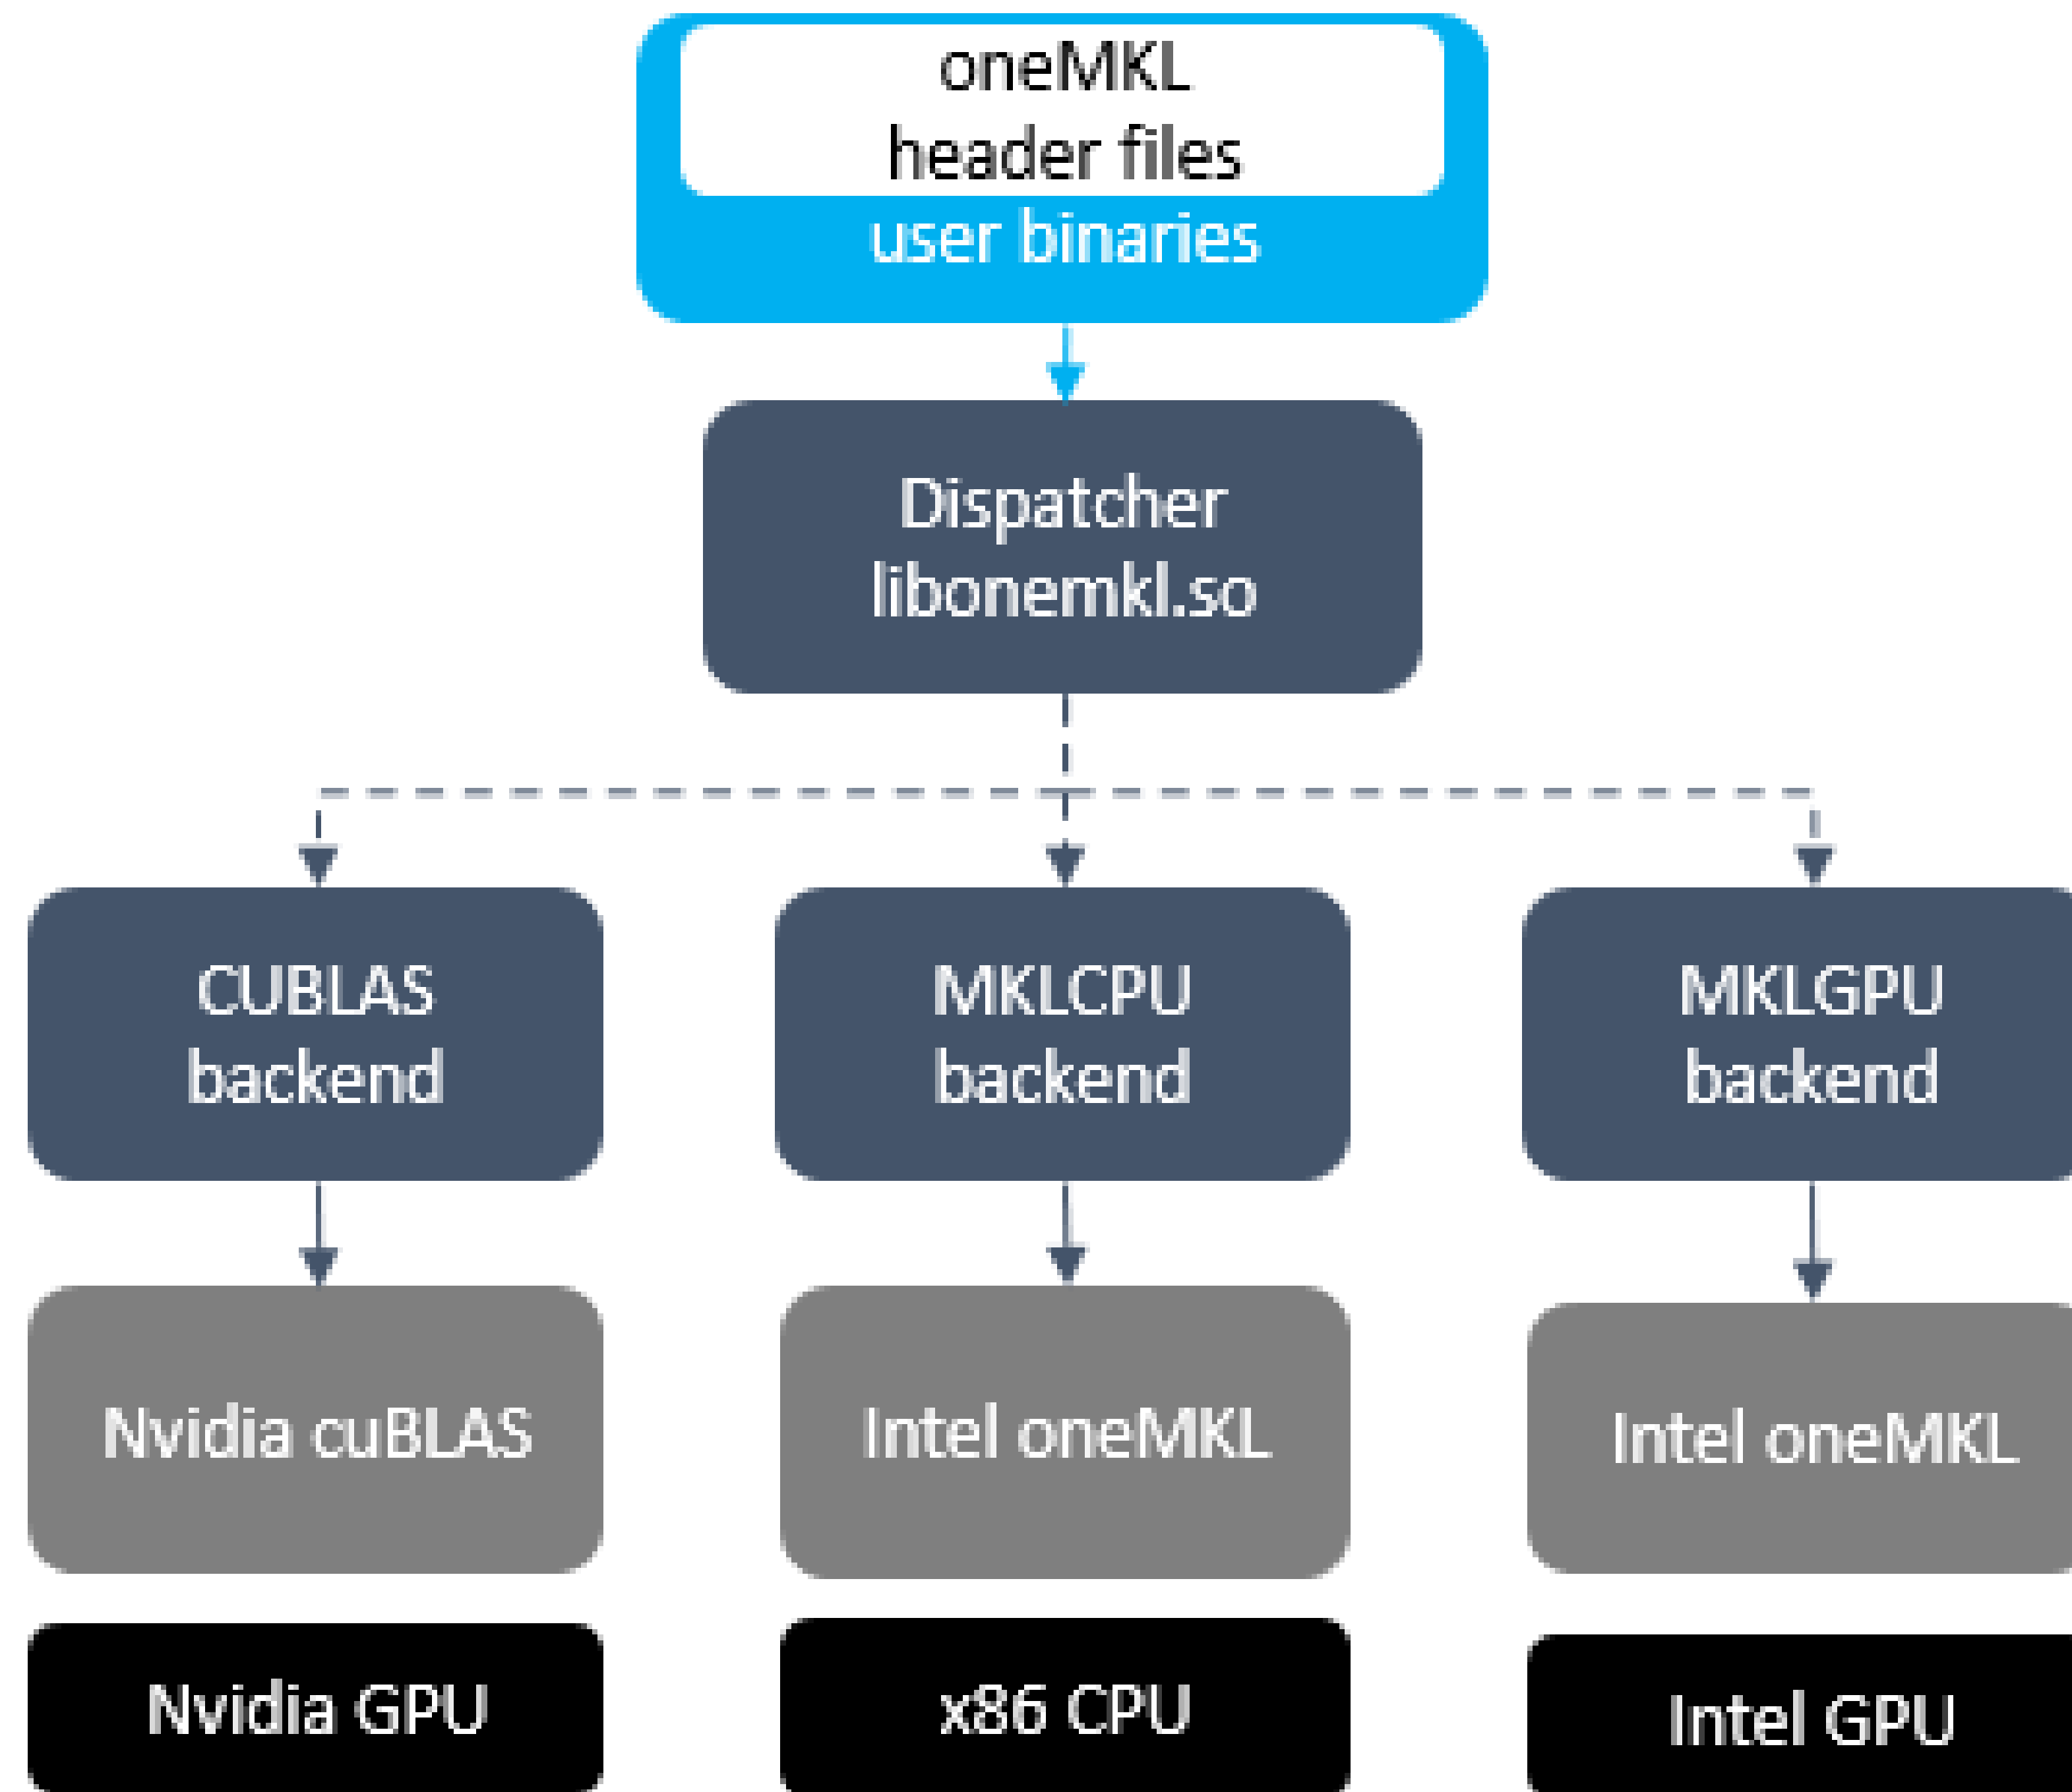 oneMKL
header files
user binaries
Dispatcher
libonemkl.so
CUBLAS
backend
MKLCPU
backend
MKLGPU
backend
Nvidia cuBLAS
Intel oneMKL
Intel oneMKL
Nvidia GPU
x86 CPU
Intel GPU